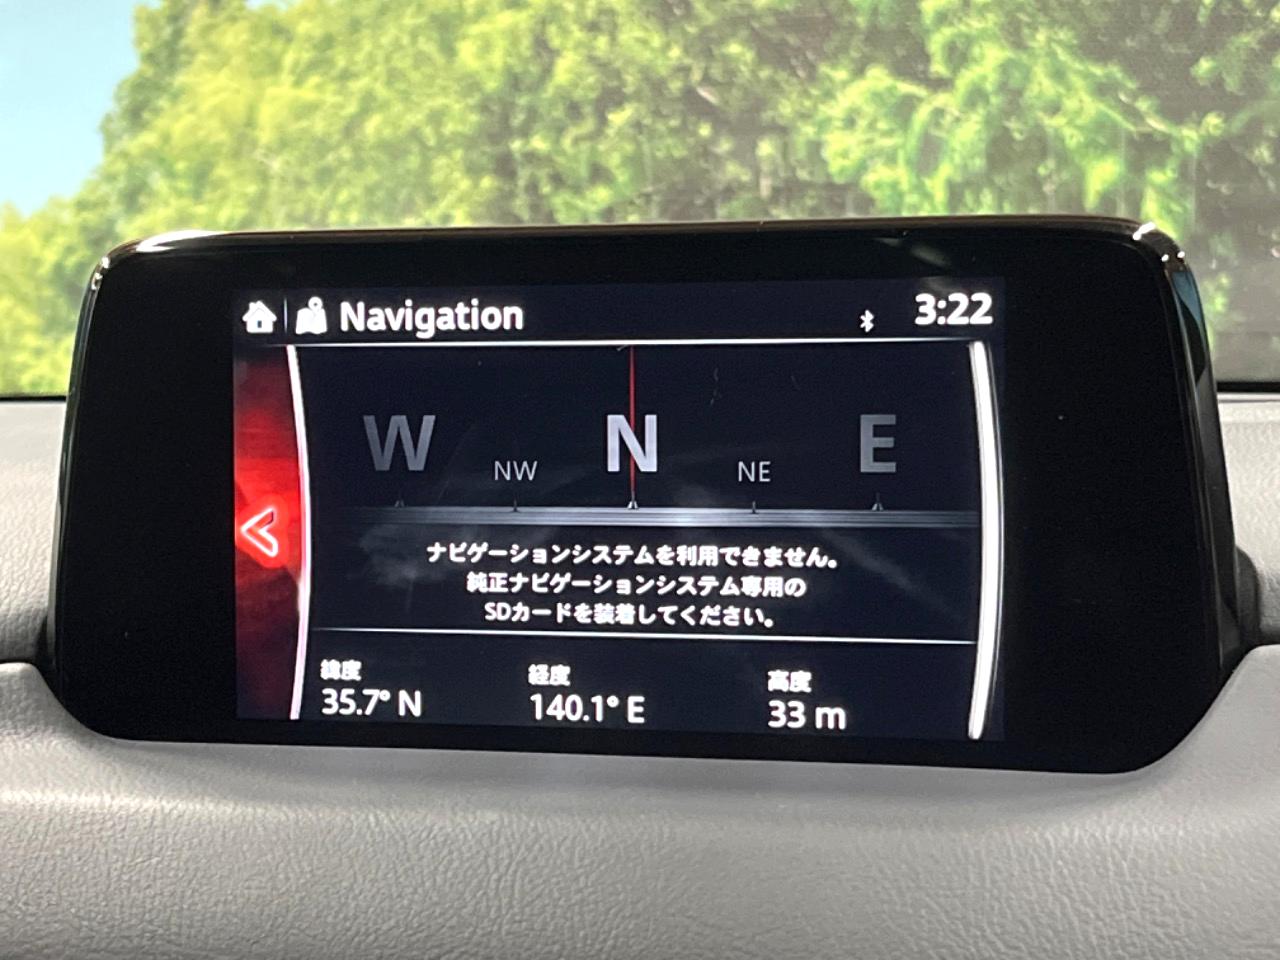 Navigation
3:22
W NW N NE E
ナビゲーションシステムを利用できません。
純正ナビゲーションシステム専用の
SDカードを装着してください。
緯度 経度 高度
35.7° N 140.1° E 33 m